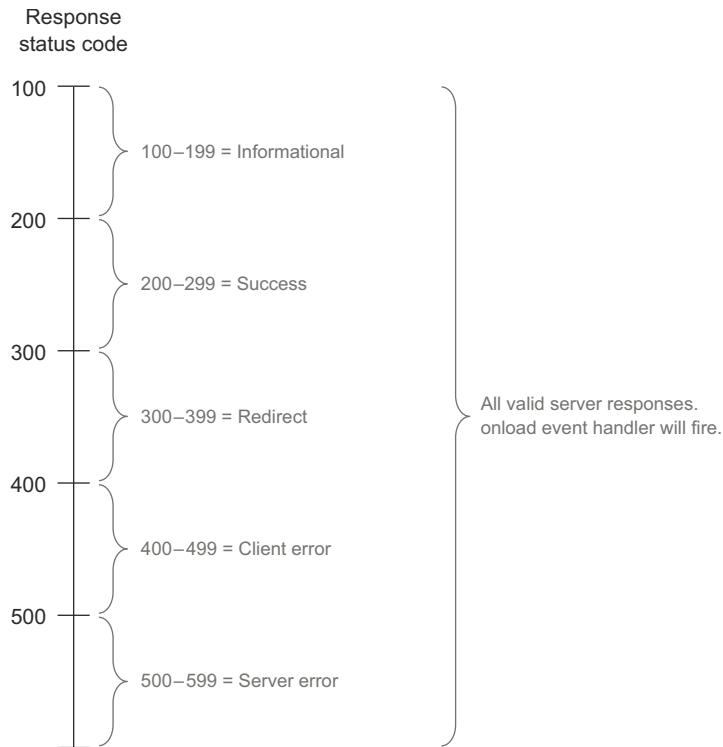 Response
status code
100
100–199 = Informational
200
200–299 = Success
300
300–399 = Redirect
All valid server responses.
onload event handler will fire.
400
400–499 = Client error
500
500–599 = Server error